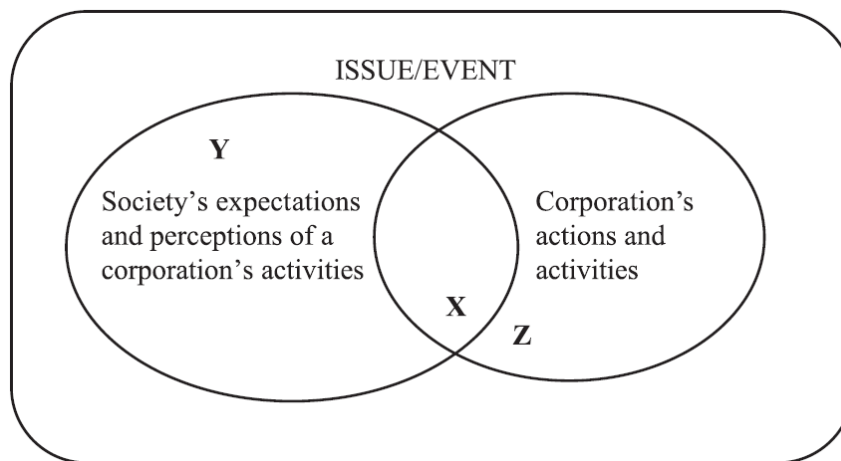 ISSUE/EVENT
Y
Society’s expectations
and perceptions of a
corporation’s activities
Corporation’s
actions and
activities
X
Z